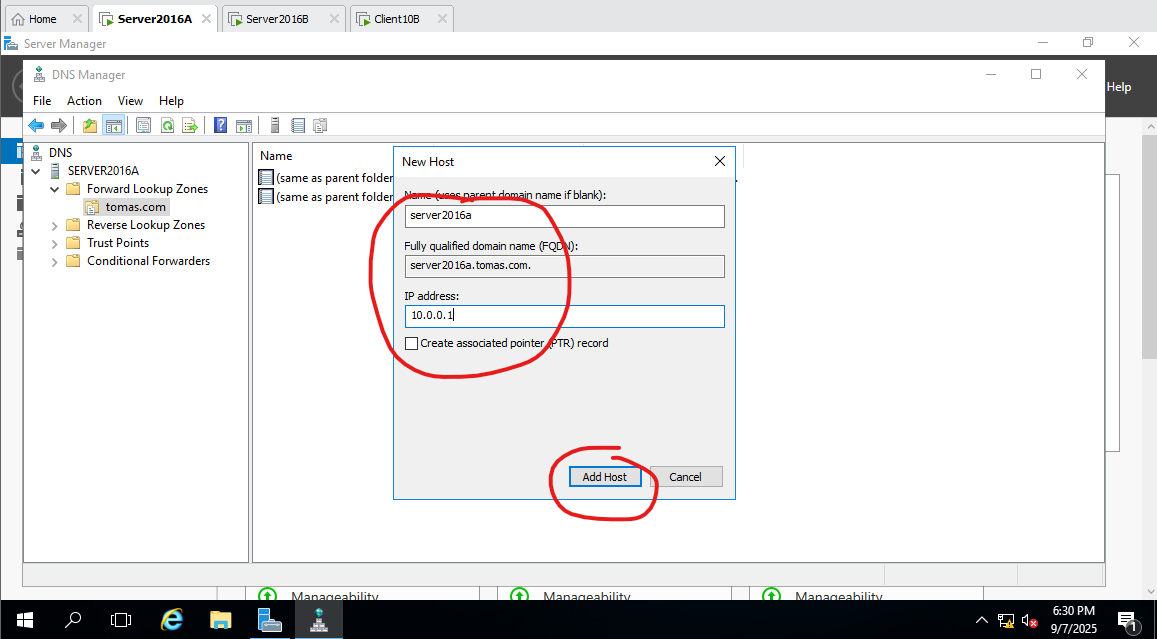 Home
Server2016A
Server2016B
Client10B
Server Manager
DNS Manager
Help
File Action View Help
DNS
SERVER2016A
Forward Lookup Zones
tomas.com
Reverse Lookup Zones
Trust Points
Conditional Forwarders
Name
(same as parent folder
(same as parent folder
New Host
Name (uses parent domain name if blank):
server2016a
Fully qualified domain name (FQDN):
server2016a.tomas.com.
IP address:
10.0.0.1
Create associated pointer (PTR) record
Add Host
Cancel
Manageability
Manageability
Manageability
6:30 PM
9/7/2025
1